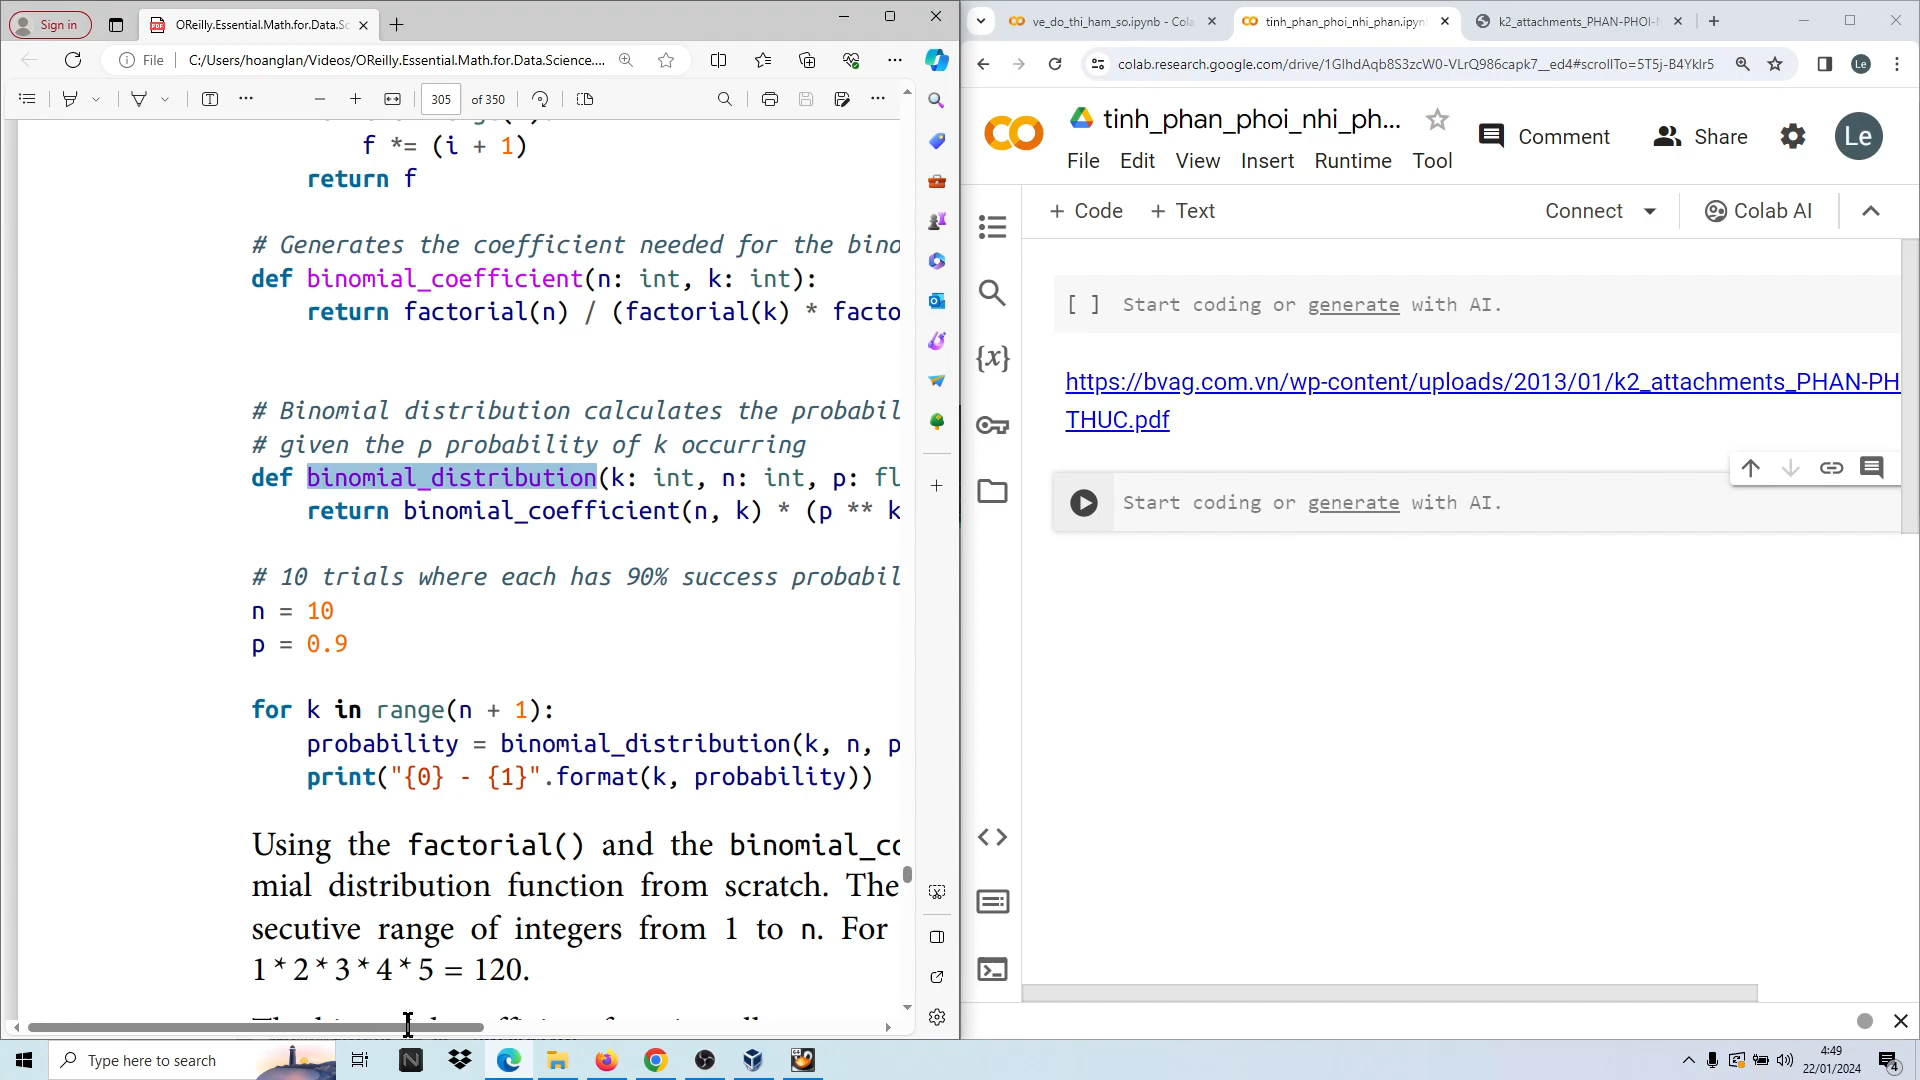 Sign in
OReilly.Essential.Math.for.Data.Sc
File
C:/Users/hoanglan/Videos/OReilly.Essential.Math.for.Data.Science....
305 of 350
f *= (i + 1)
return f
# Generates the coefficient needed for the bino
def binomial_coefficient(n: int, k: int):
return factorial(n) / (factorial(k) * facto
# Binomial distribution calculates the probabil
# given the p probability of k occurring
def binomial_distribution(k: int, n: int, p: fl
return binomial_coefficient(n, k) * (p ** k
# 10 trials where each has 90% success probabil
n = 10
p = 0.9
for k in range(n + 1):
probability = binomial_distribution(k, n, p
print("{0} - {1}".format(k, probability))
Using the factorial() and the binomial_co
mial distribution function from scratch. The
secutive range of integers from 1 to n. For
1 * 2 * 3 * 4 * 5 = 120.
ve_do_thi_ham_so.ipynb - Cola
tinh_phan_phoi_nhi_phan.ipyn
k2_attachments_PHAN-PHOI-N
colab.research.google.com/drive/1GlhdAqb8S3zcW0-VLrQ986capk7__ed4#scrollTo=5T5j-B4Yklr5
Le
CO
tinh_phan_phoi_nhi_ph...
Comment
Share
Le
File Edit View Insert Runtime Tool
+ Code + Text
Connect
Colab AI
{x}
[ ] Start coding or generate with AI.
https://bvag.com.vn/wp-content/uploads/2013/01/k2_attachments_PHAN-PH
THUC.pdf
Start coding or generate with AI.
Type here to search
4:49
22/01/2024
4